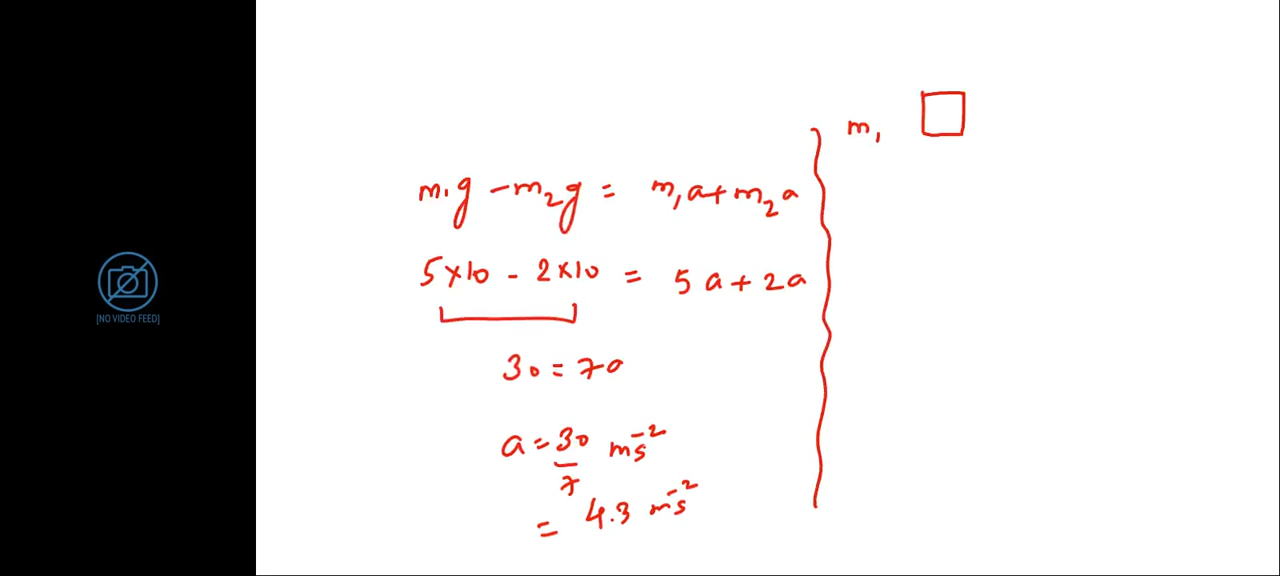 [NO VIDEO FEED]
m₁g - m₂g = m₁a + m₂a
5×10 - 2×10 = 5a + 2a
30 = 7a
a = 30/7 ms⁻²
= 4.3 ms⁻²
m₁